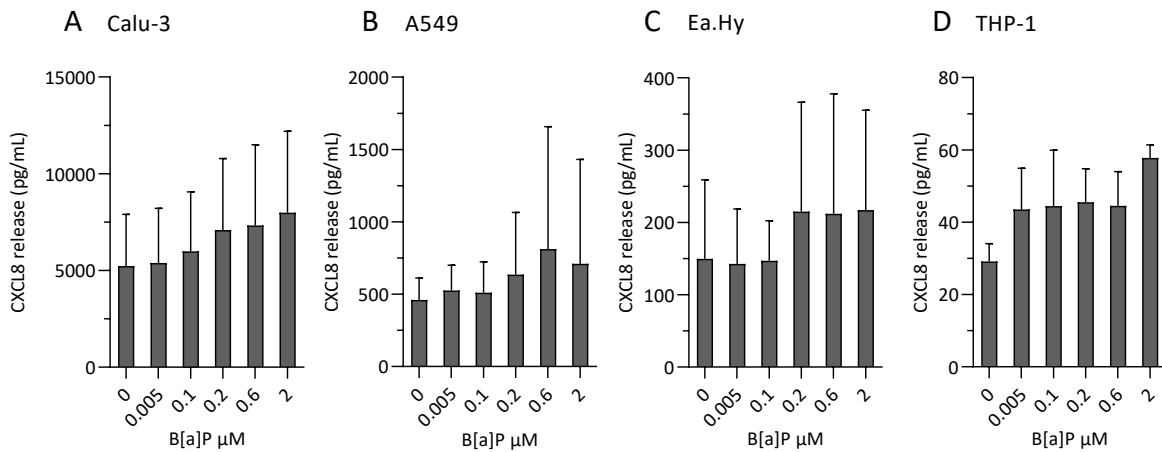 A Calu-3
15000
10000
5000
0
CXCL8 release (pg/mL)
0 0.005 0.1 0.2 0.6 2
B[a]P μM
B A549
2000
1500
1000
500
0
CXCL8 release (pg/mL)
0 0.005 0.1 0.2 0.6 2
B[a]P μM
C Ea.Hy
400
300
200
100
0
CXCL8 release (pg/mL)
0 0.005 0.1 0.2 0.6 2
B[a]P μM
D THP-1
80
60
40
20
0
CXCL8 release (pg/mL)
0 0.005 0.1 0.2 0.6 2
B[a]P μM